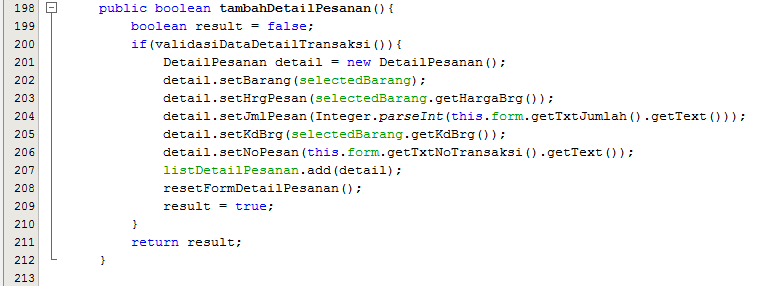 198 public boolean tambahDetailPesanan(){
199 boolean result = false;
200 if(validasiDataDetailTransaksi()){
201 DetailPesanan detail = new DetailPesanan();
202 detail.setBarang(selectedBarang);
203 detail.setHrgPesan(selectedBarang.getHargaBrg());
204 detail.setJmlPesan(Integer.parseInt(this.form.getTxtJumlah().getText()));
205 detail.setKdBrg(selectedBarang.getKdBrg());
206 detail.setNoPesan(this.form.getTxtNoTransaksi().getText());
207 listDetailPesanan.add(detail);
208 resetFormDetailPesanan();
209 result = true;
210 }
211 return result;
212 }
213